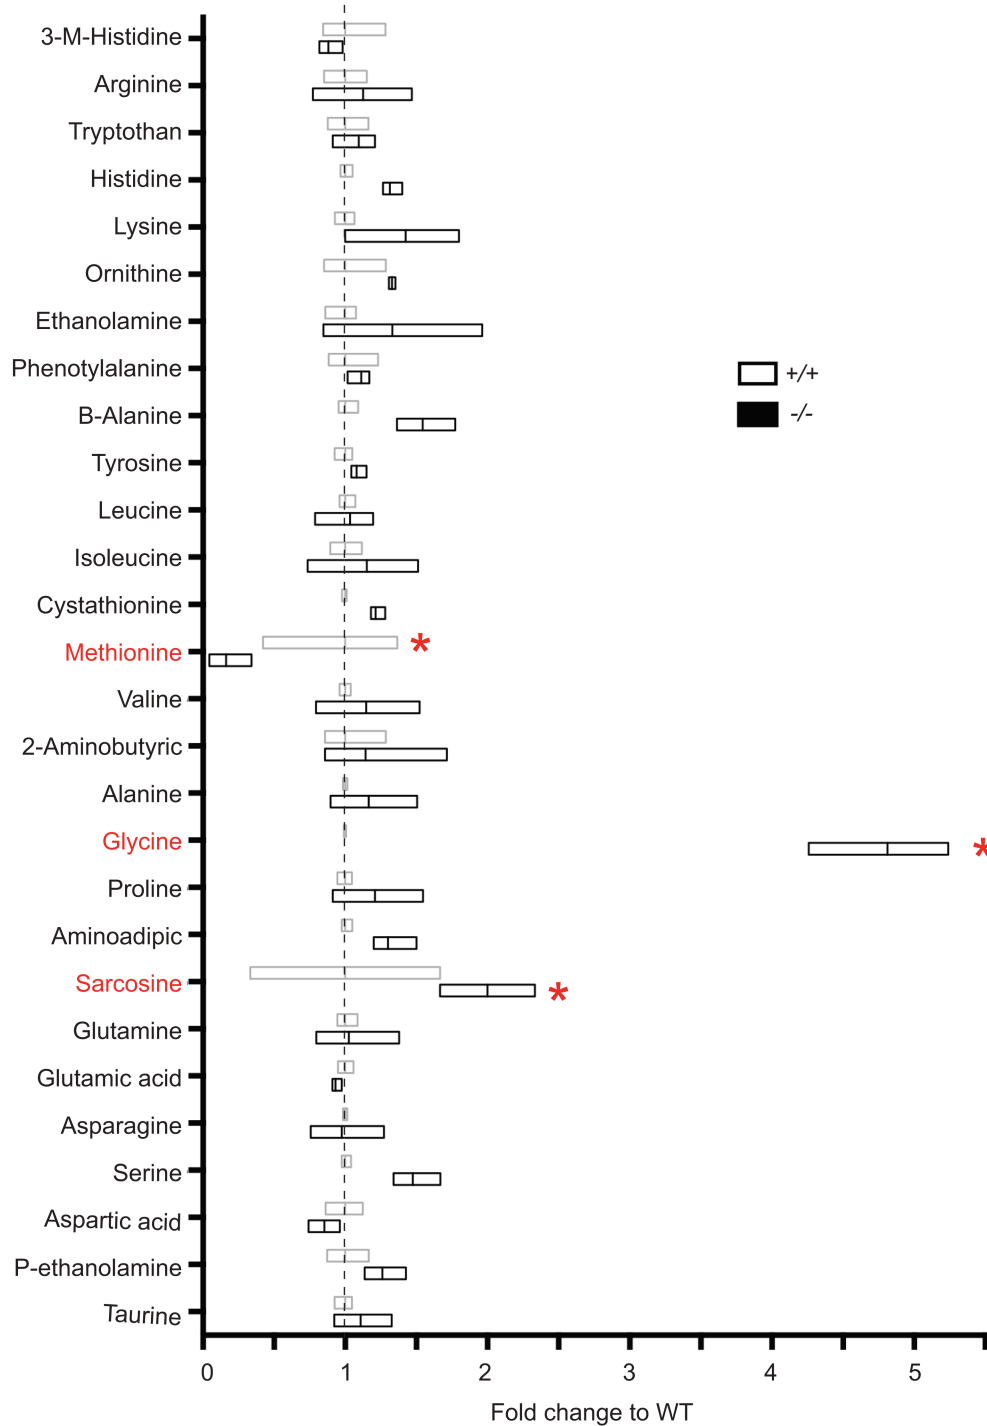 3-M-Histidine
Arginine
Tryptothan
Histidine
Lysine
Ornithine
Ethanolamine
Phenotylalanine
+/+
B-Alanine
-/-
Tyrosine
Leucine
Isoleucine
Cystathionine
Methionine *
Valine
2-Aminobutyric
Alanine
Glycine *
Proline
Aminoadipic
Sarcosine *
Glutamine
Glutamic acid
Asparagine
Serine
Aspartic acid
P-ethanolamine
Taurine
0 1 2 3 4 5
Fold change to WT